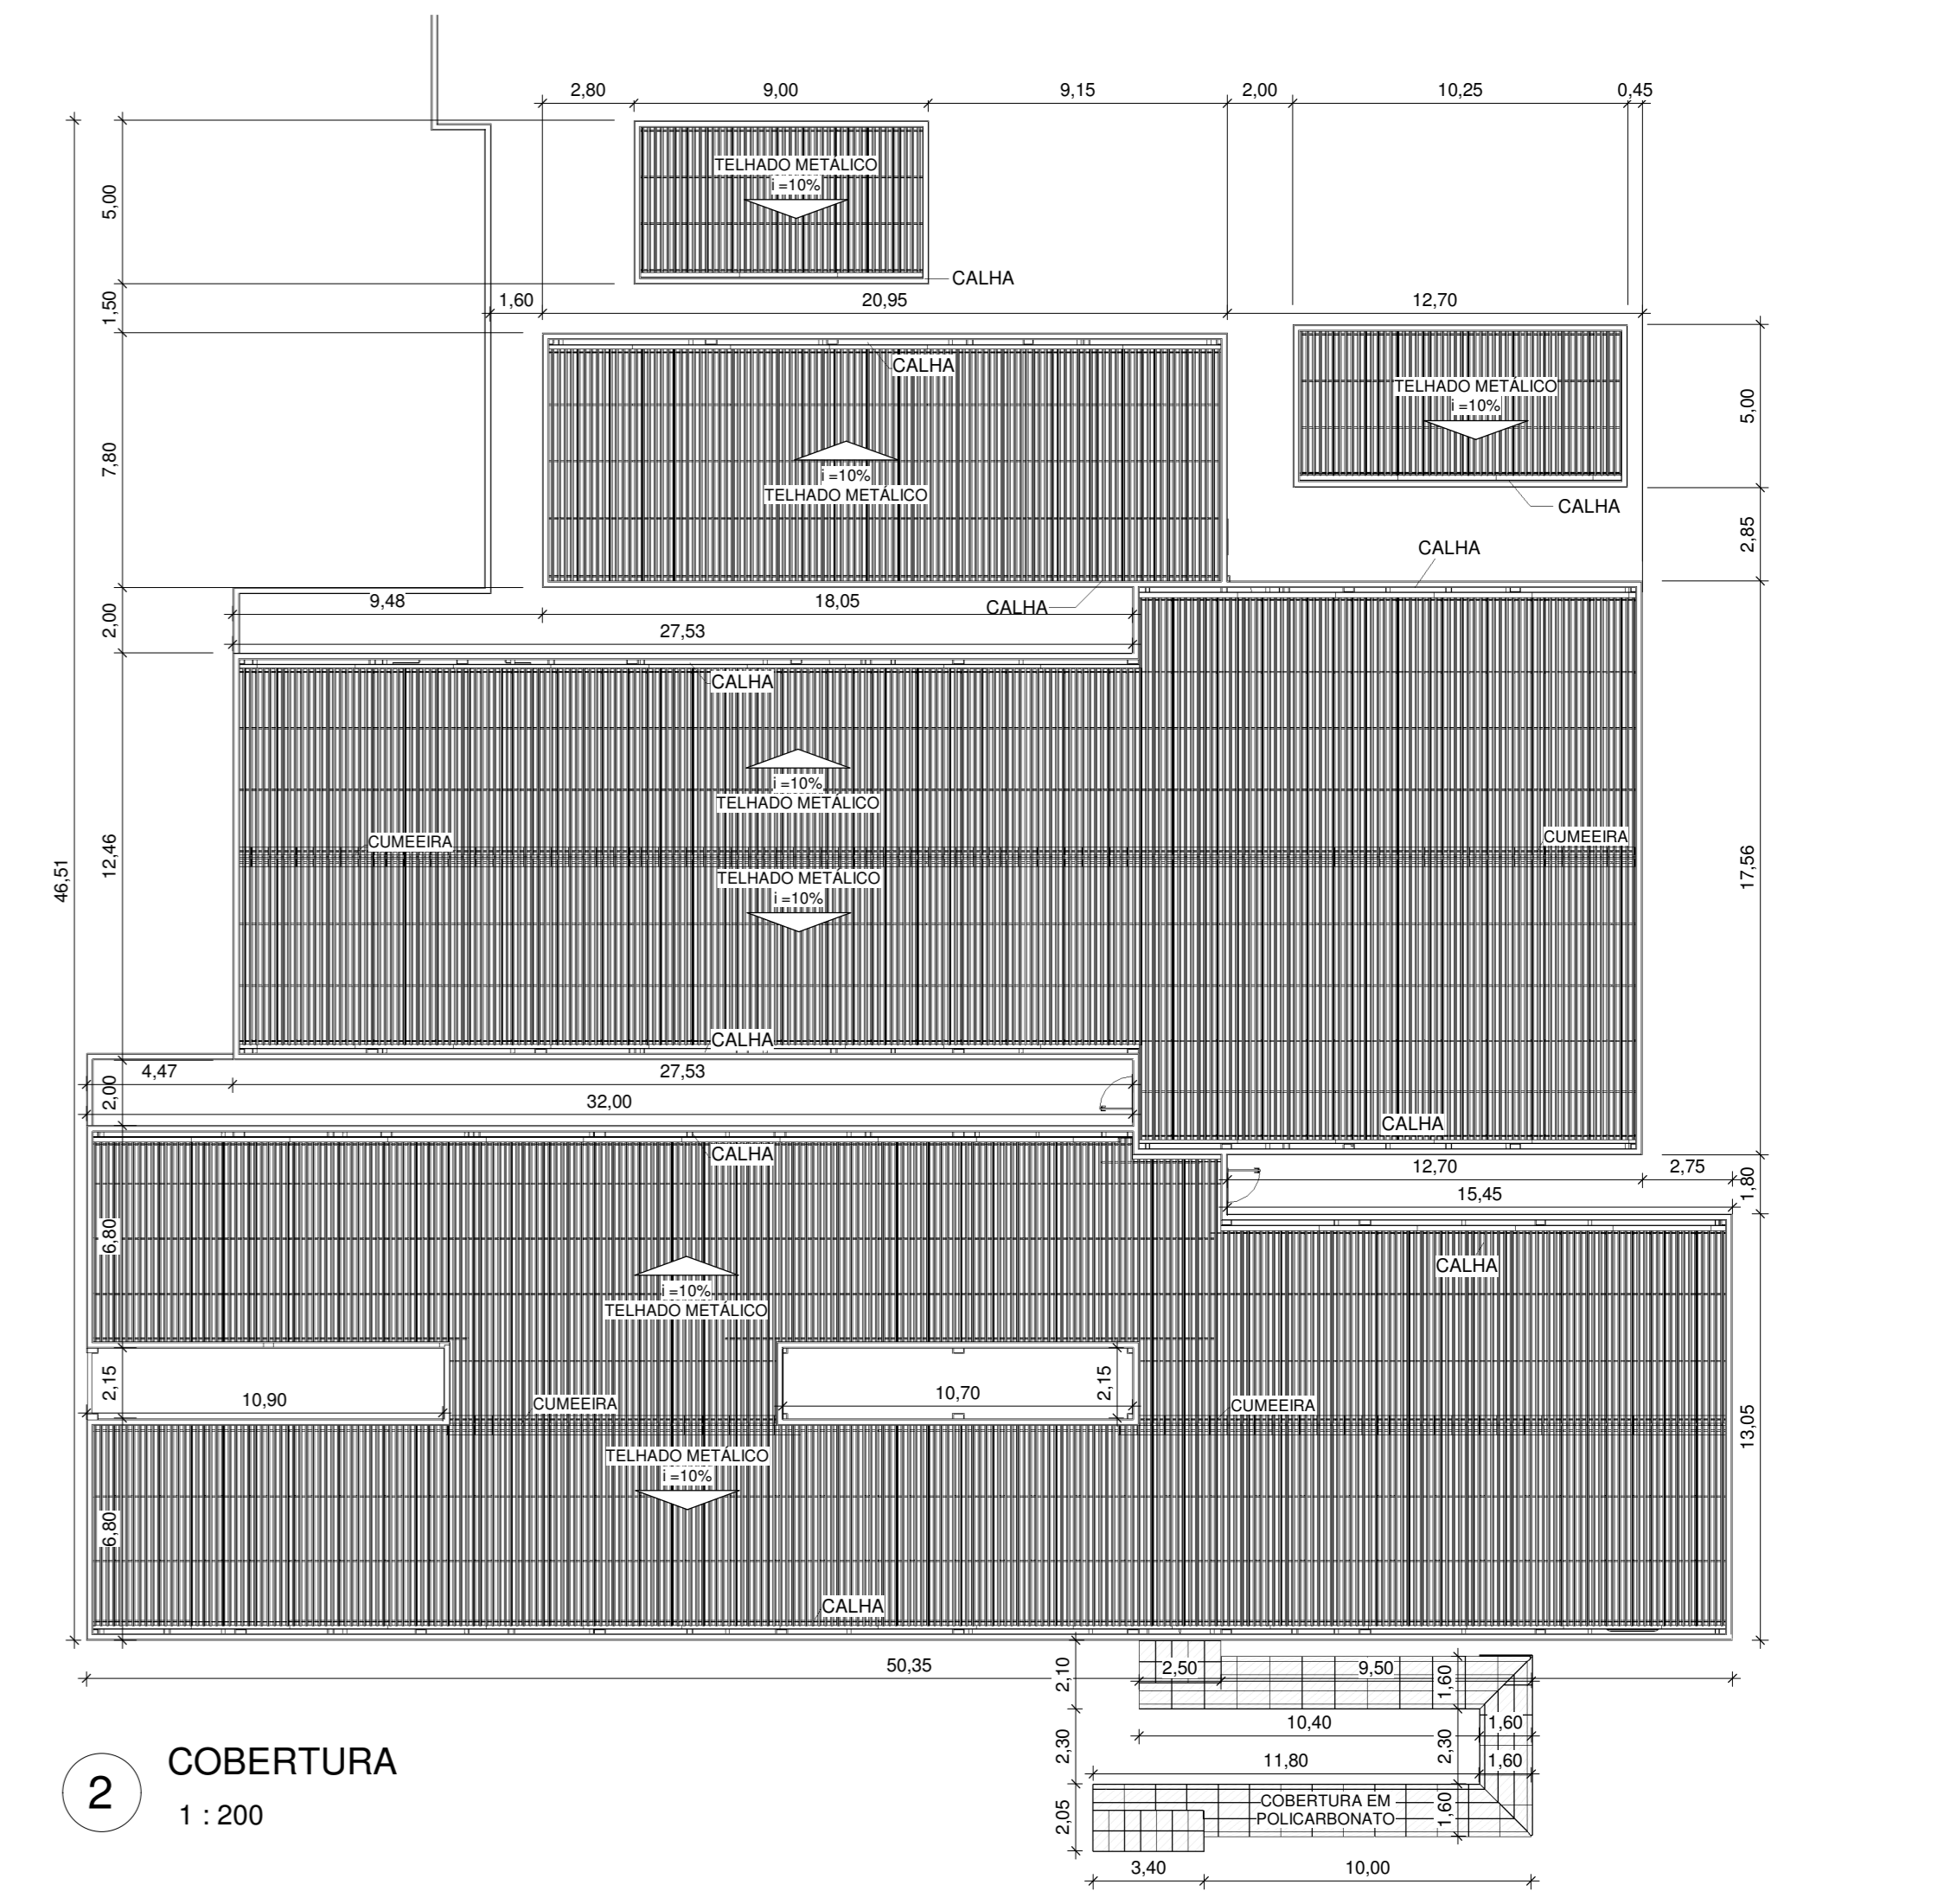 2,80
9,00
9,15
2,00
10,25
0,45
TELHADO METÁLICO
i =10%
5,00
CALHA
1,50
1,60
20,95
12,70
CALHA
TELHADO METÁLICO
i =10%
5,00
7,80
i =10%
TELHADO METÁLICO
CALHA
2,85
CALHA
9,48
18,05
CALHA
2,00
27,53
CALHA
i =10%
TELHADO METÁLICO
CUMEEIRA
CUMEEIRA
46,51
12,46
17,56
TELHADO METÁLICO
i =10%
CALHA
4,47
27,53
2,00
32,00
CALHA
CALHA
12,70
2,75
1,80
15,45
6,80
CALHA
i =10%
TELHADO METÁLICO
2,15
10,90
10,70
2,15
CUMEEIRA
CUMEEIRA
13,05
TELHADO METÁLICO
i =10%
6,80
CALHA
50,35
2,10
2,50
9,50
1,60
10,40
1,60
2,30
2,30
11,80
1,60
COBERTURA EM
POLICARBONATO
1,60
2,05
3,40
10,00
2
COBERTURA
1 : 200